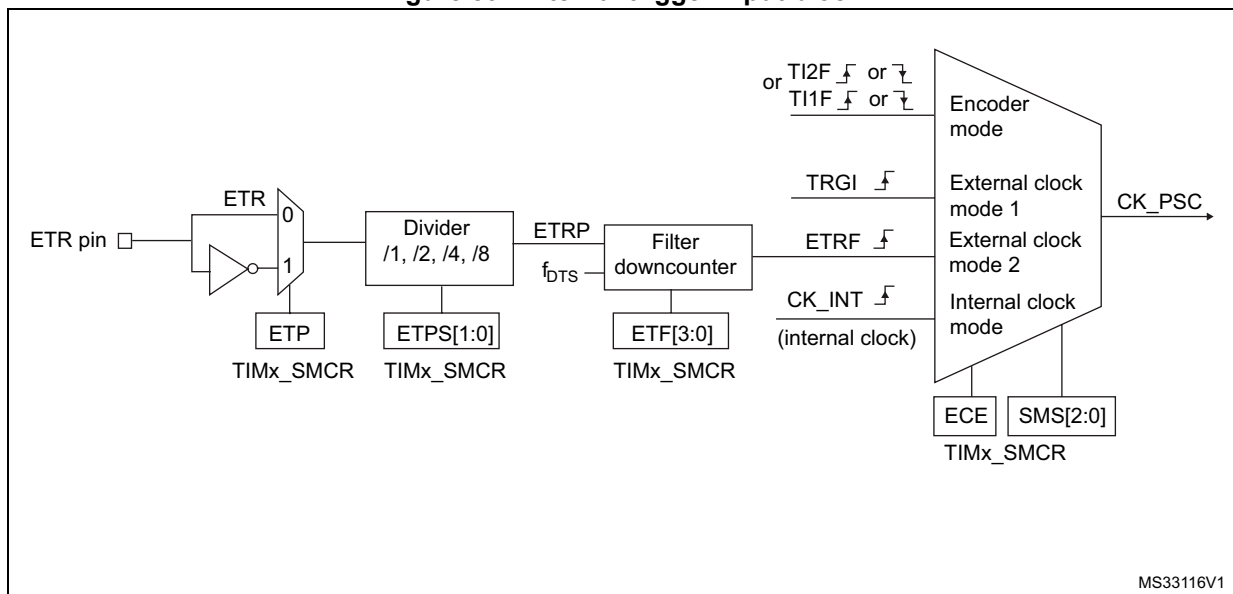 or TI2F or
TI1F or
Encoder
mode
TRGI
External clock
mode 1
CK_PSC
ETR
0
ETR pin
1
Divider
/1, /2, /4, /8
ETRP
fDTS
Filter
downcounter
ETRF
External clock
mode 2
CK_INT
(internal clock)
Internal clock
mode
ETP
TIMx_SMCR
ETPS[1:0]
TIMx_SMCR
ETF[3:0]
TIMx_SMCR
ECE
SMS[2:0]
TIMx_SMCR
MS33116V1